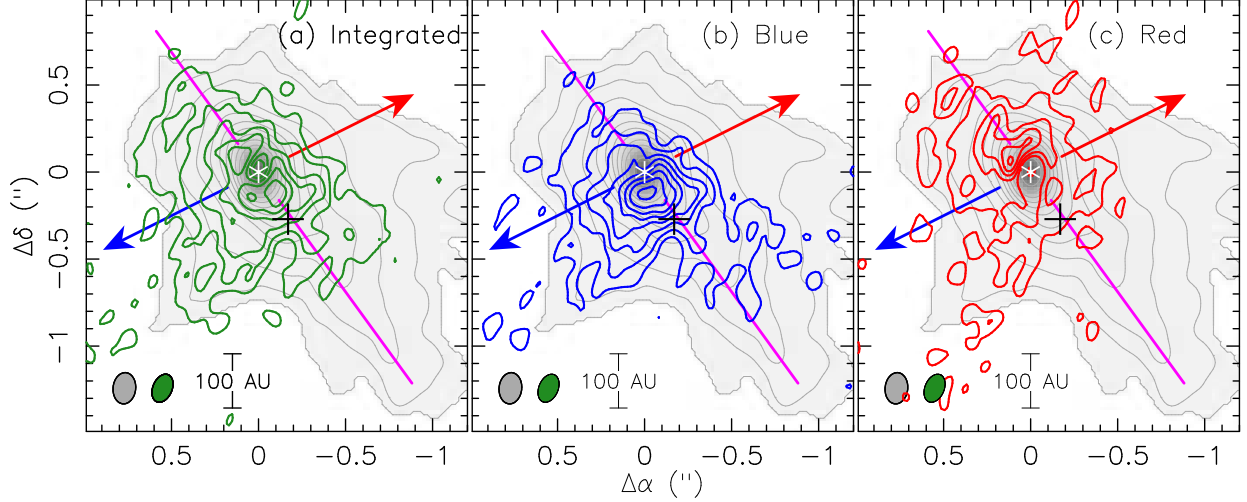 (a) Integrated
(b) Blue
(c) Red
Δδ (")
0.5
0
−0.5
−1
100 AU
100 AU
100 AU
0.5 0 −0.5 −1
0.5 0 −0.5 −1
0.5 0 −0.5 −1
Δα (")